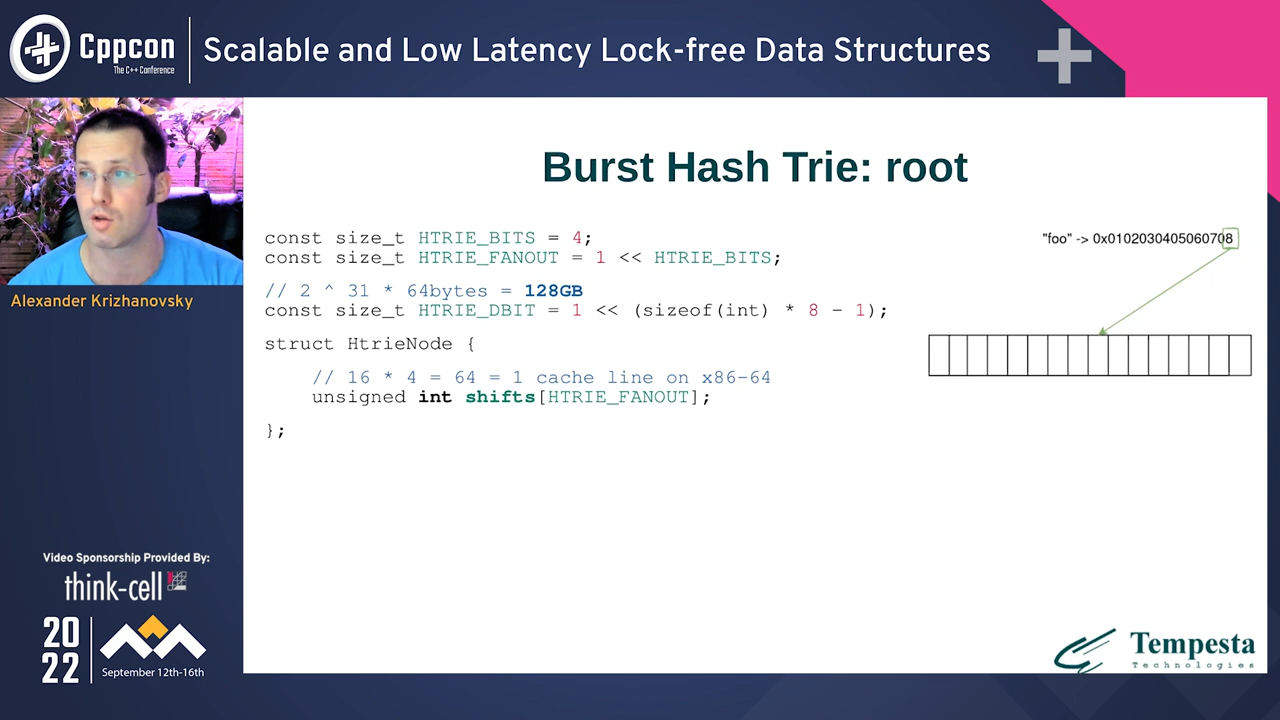 Cppcon
The C++ Conference
Scalable and Low Latency Lock-free Data Structures
Alexander Krizhanovsky
Burst Hash Trie: root
const size_t HTRIE_BITS = 4;
const size_t HTRIE_FANOUT = 1 << HTRIE_BITS;
// 2 ^ 31 * 64bytes = 128GB
const size_t HTRIE_DBIT = 1 << (sizeof(int) * 8 - 1);
struct HtrieNode {
// 16 * 4 = 64 = 1 cache line on x86-64
unsigned int shifts[HTRIE_FANOUT];
};
"foo" -> 0x0102030405060708
Video Sponsorship Provided By:
think-cell
20
22
September 12th-16th
Tempesta
Technologies